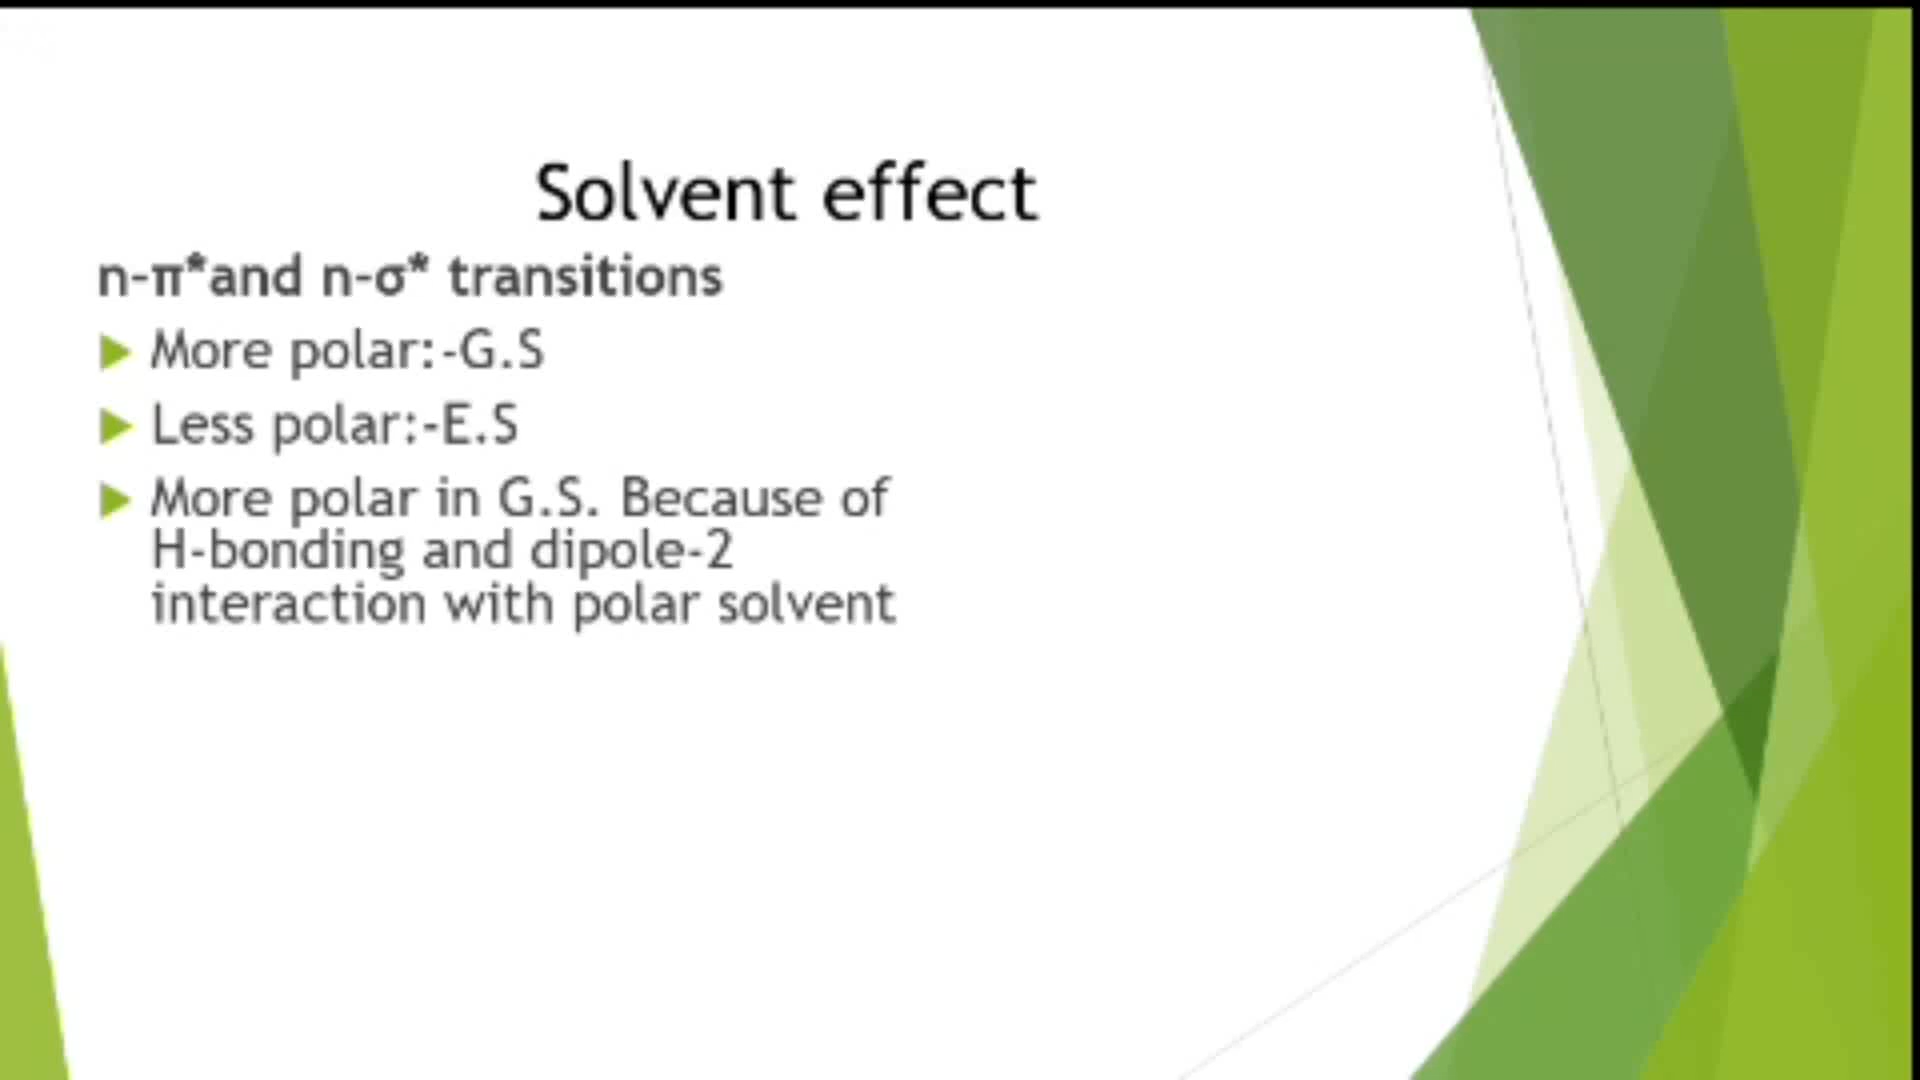 Solvent effect
n-π*and n-σ* transitions
More polar:-G.S
Less polar:-E.S
More polar in G.S. Because of
H-bonding and dipole-2
interaction with polar solvent